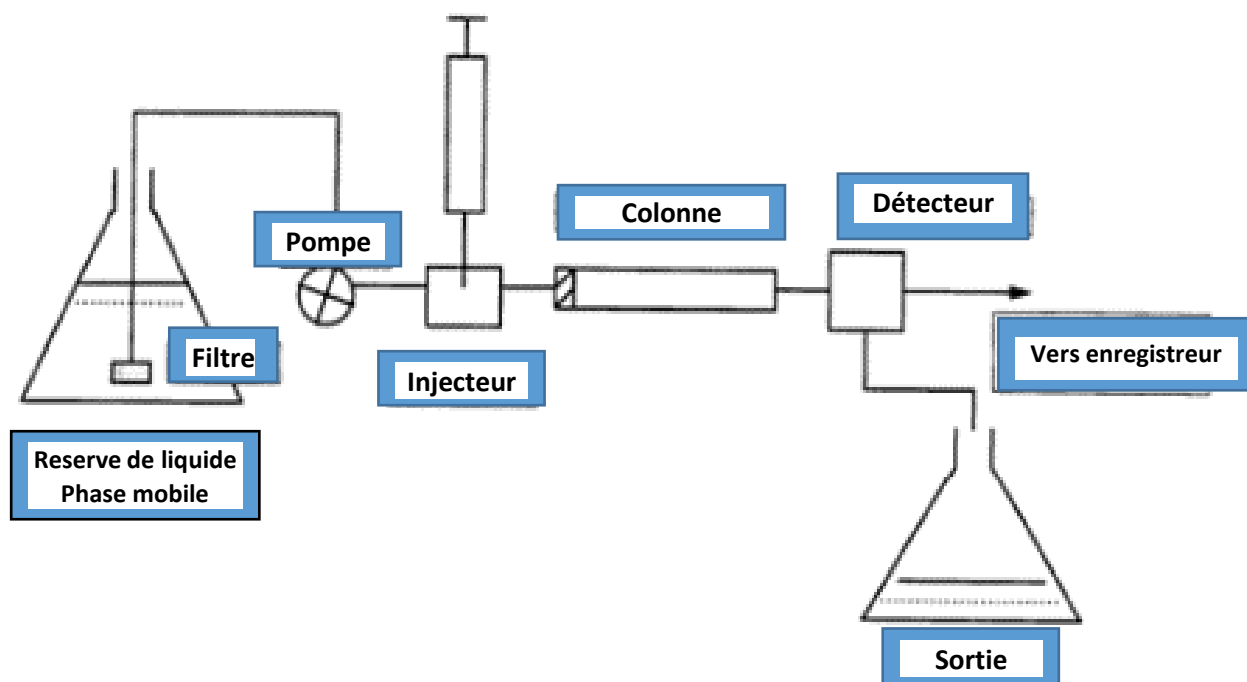 Pompe
Colonne
Détecteur
Filtre
Injecteur
Vers enregistreur
Reserve de liquide
Phase mobile
Sortie